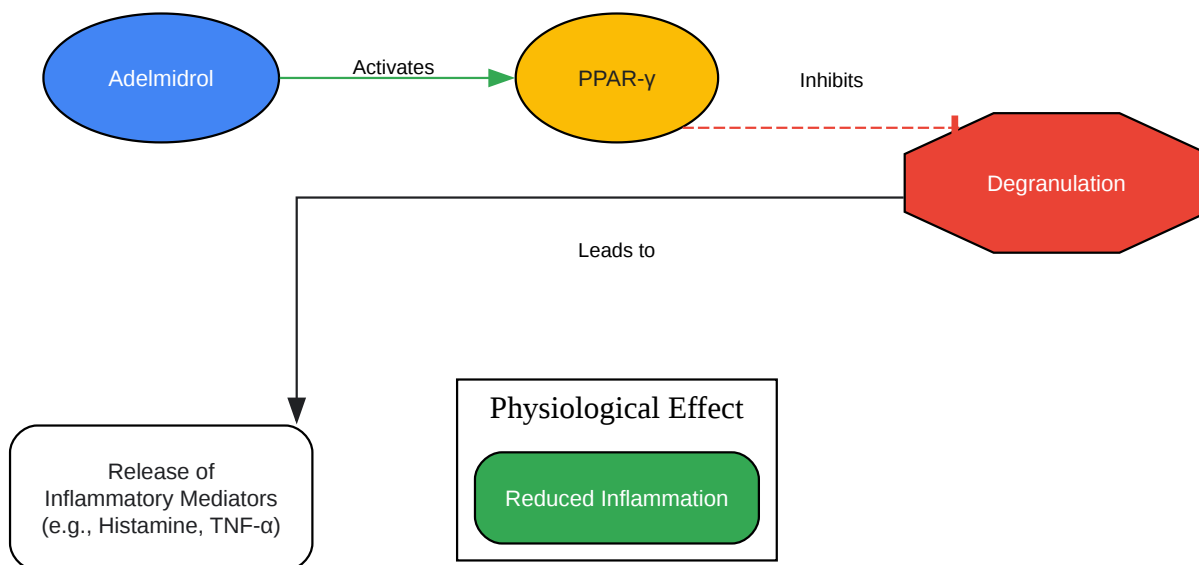 Adelmidrol
Activates
PPAR-γ
Inhibits
Degranulation
Leads to
Physiological Effect
Reduced Inflammation
Release of
Inflammatory Mediators
(e.g., Histamine, TNF-α)